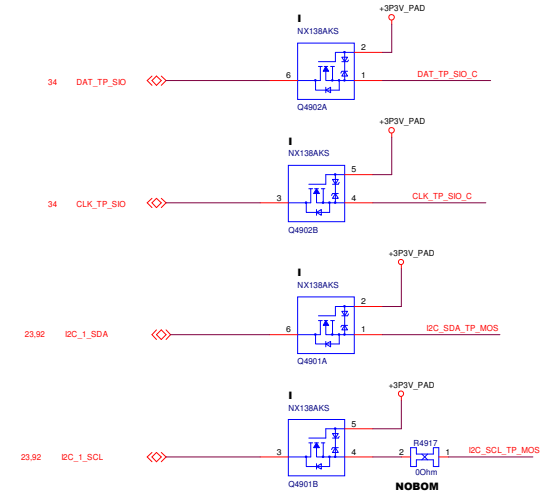 +3P3V_PAD
I
NX138AKS
2
34 DAT_TP_SIO 6 1 DAT_TP_SIO_C
Q4902A
+3P3V_PAD
I
NX138AKS
5
34 CLK_TP_SIO 3 4 CLK_TP_SIO_C
Q4902B
+3P3V_PAD
I
NX138AKS
2
23,92 I2C_1_SDA 6 1 I2C_SDA_TP_MOS
Q4901A
+3P3V_PAD
I
NX138AKS
5
R4917
23,92 I2C_1_SCL 3 4 2 1 I2C_SCL_TP_MOS
0Ohm
Q4901B
NOBOM